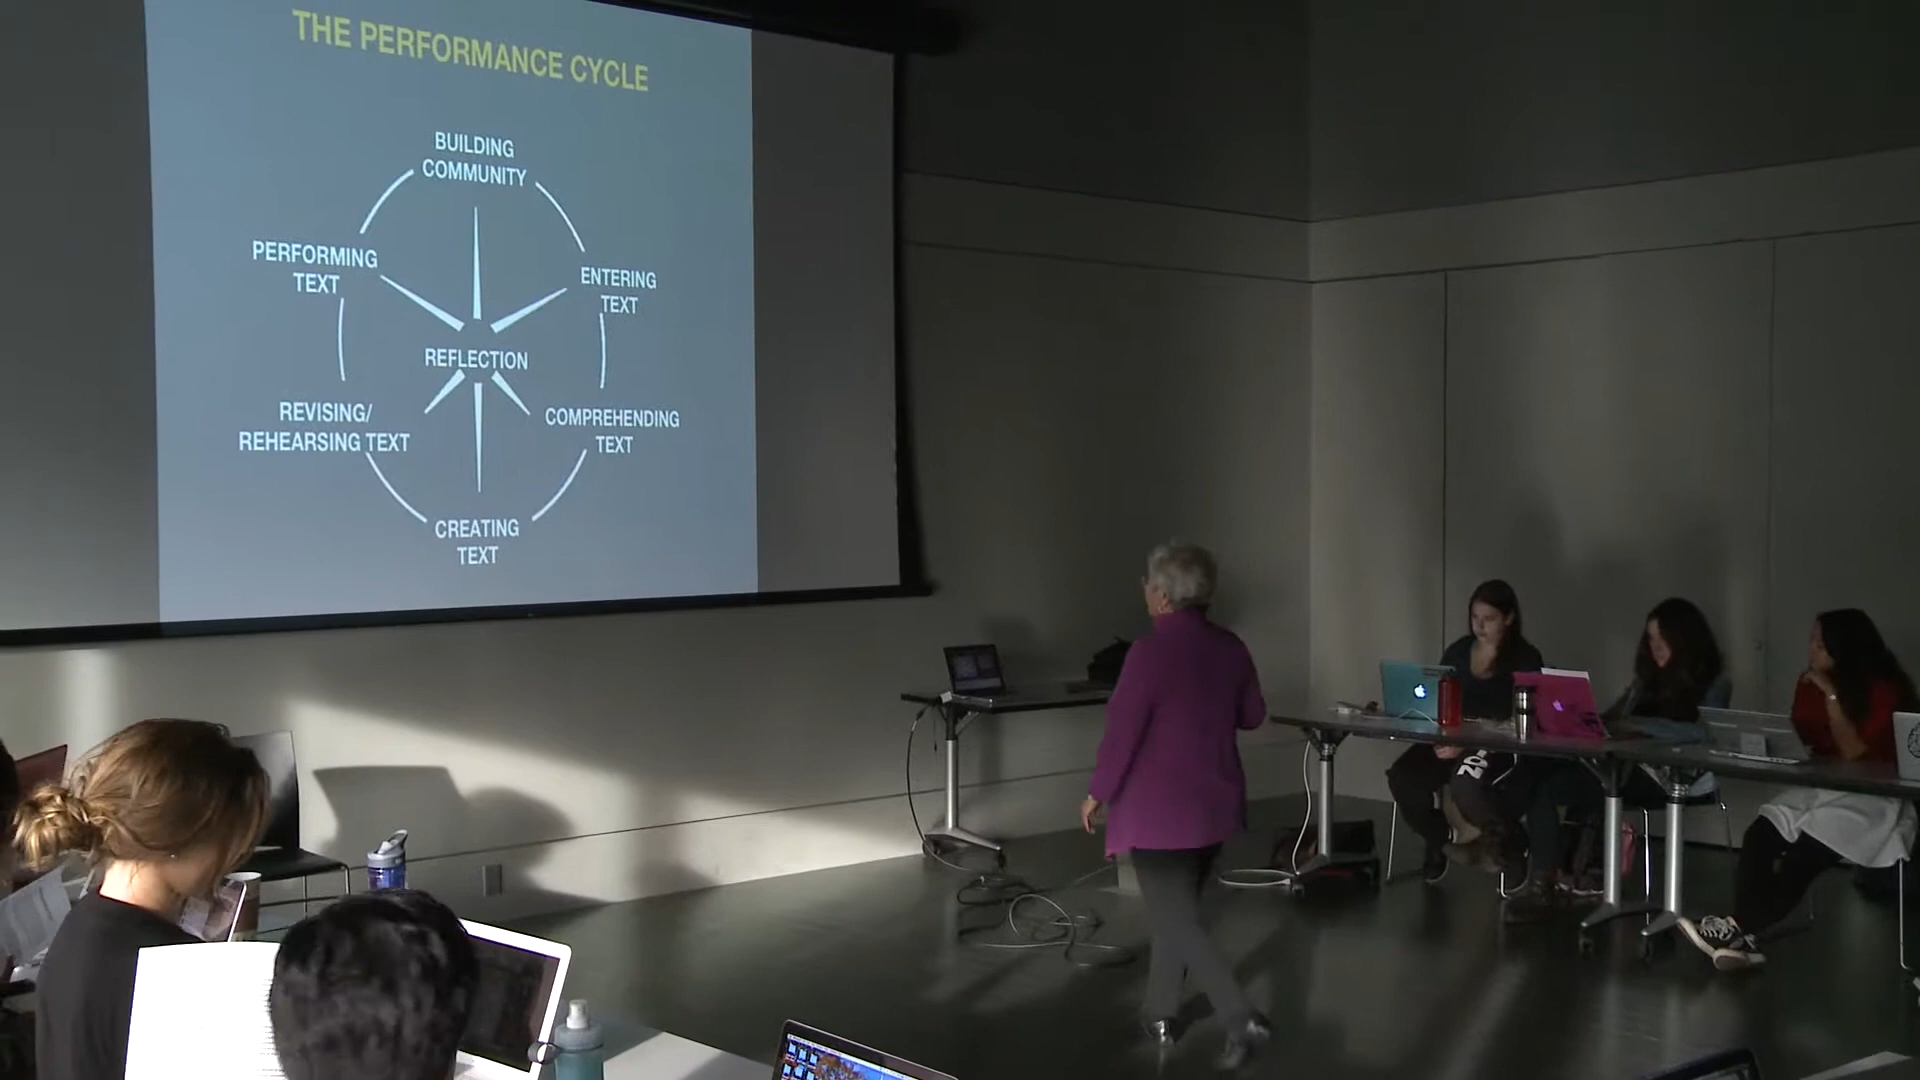 THE PERFORMANCE CYCLE
BUILDING
COMMUNITY
PERFORMING
TEXT
ENTERING
TEXT
REFLECTION
REVISING/
REHEARSING TEXT
COMPREHENDING
TEXT
CREATING
TEXT